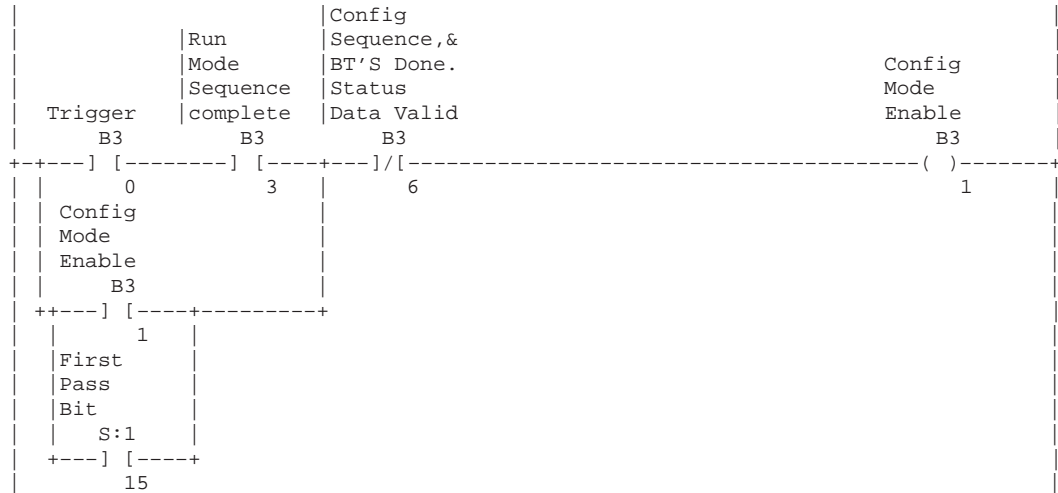 |                             |Config                                           |
|                |Run         |Sequence,&                                       |
|                |Mode        |BT'S Done.                             Config    |
|                |Sequence    |Status                                 Mode      |
|   Trigger      |complete    |Data Valid                             Enable    |
|       B3             B3           B3                                    B3      |
+-+---] [--------] [----+---]/[---------------------------------------( )-------+
| |      0            3     |      6                                       1      |
| | Config                  |                                                     |
| | Mode                    |                                                     |
| | Enable                  |                                                     |
| |     B3                  |                                                     |
| ++---] [----+---------+                                                         |
|  |      1     |                                                                  |
|  |First       |                                                                  |
|  |Pass        |                                                                  |
|  |Bit         |                                                                  |
|  |   S:1      |                                                                  |
|  +---] [----+                                                                   |
|        15                                                                       |